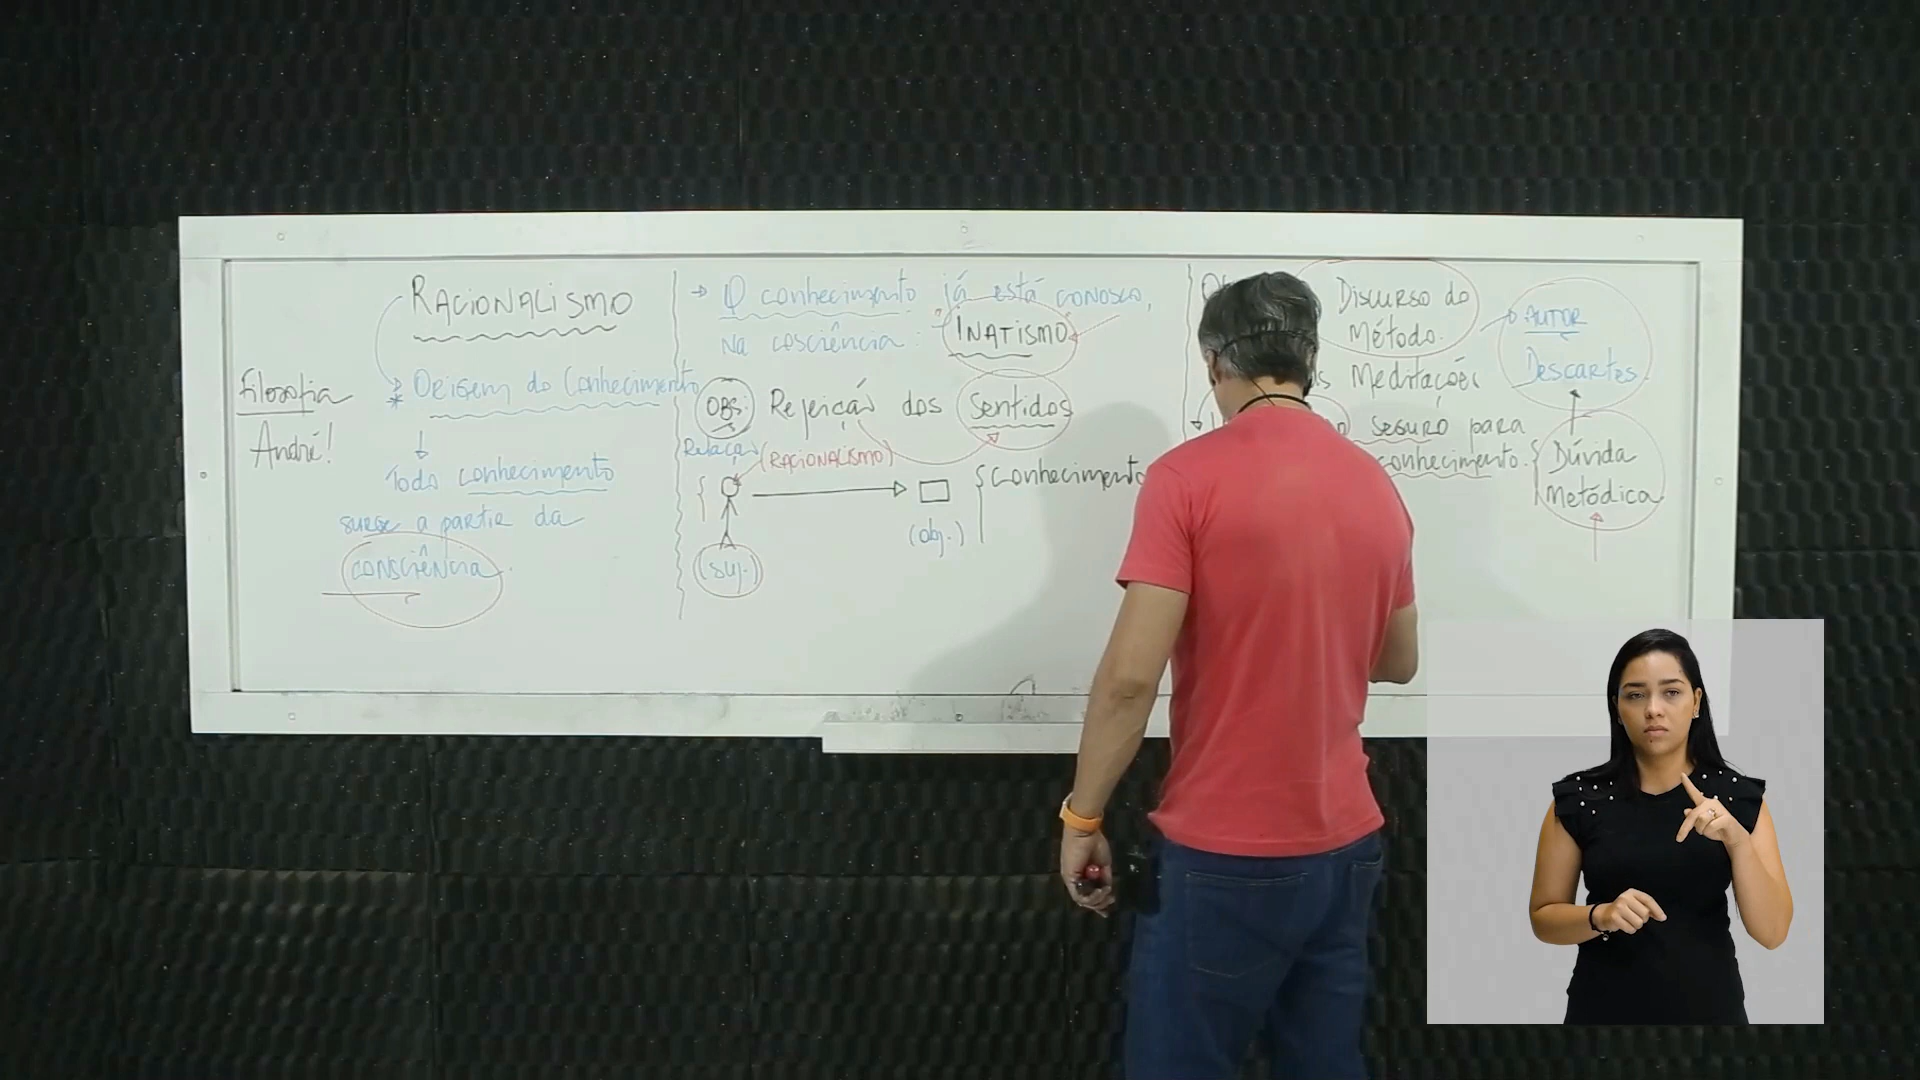 Filosofia
André!
RACIONALISMO
Origem do Conhecimento
Todo conhecimento
surge a partir da
consciência.
→ O conhecimento já está conosco,
na cosciência: "INATISMO"
OBS: Rejeição dos Sentidos
Relação (RACIONALISMO)
Conhecimento
(obj.)
(suj.)
Discurso do
Método.
Meditações
seguro para
conhecimento.
AUTOR
Descartes.
Dúvida
Metódica